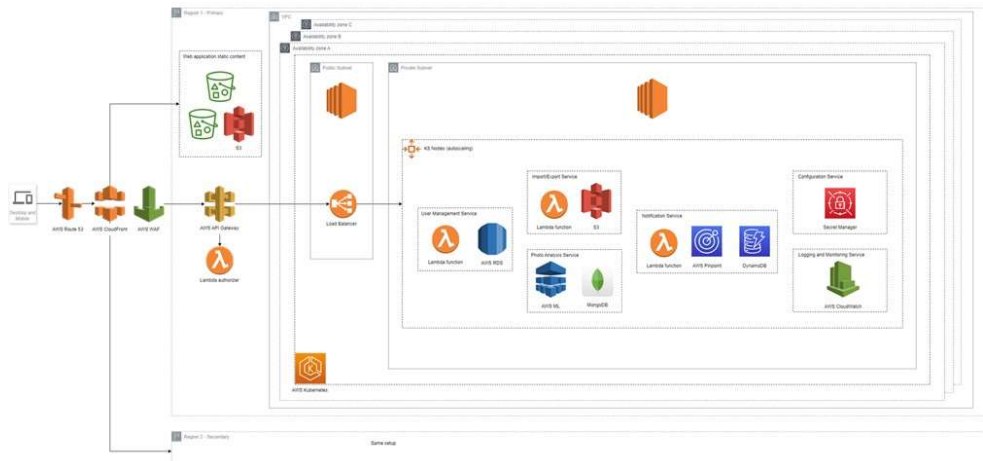 Region 1 - Primary
VPC
Availability zone C
Availability zone B
Availability zone A
Web application static content
S3
Public Subnet
Private Subnet
K8 Nodes (autoscaling)
Desktop and
Mobile
AWS Route 53
AWS CloudFront
AWS WAF
AWS API Gateway
Lambda authorizer
Load Balancer
User Management Service
Lambda function
AWS RDS
Import/Export Service
Lambda function
S3
Photo Analysis Service
AWS ML
MongoDB
Notification Service
Lambda function
AWS Pinpoint
DynamoDB
Configuration Service
Secret Manager
Logging and Monitoring Service
AWS CloudWatch
AWS Kubernetes
Region 2 - Secondary
Same setup